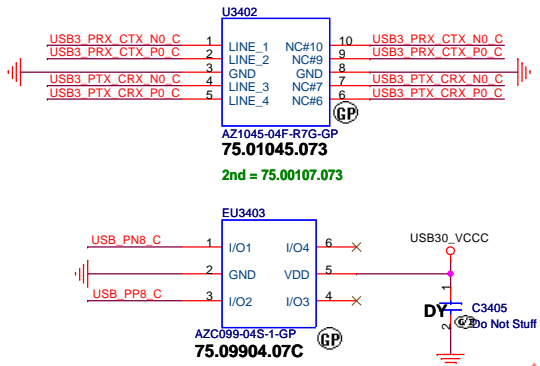 U3402
USB3_PRX_CTX_N0_C 1 LINE_1 NC#10 10 USB3_PRX_CTX_N0_C
USB3_PRX_CTX_P0_C 2 LINE_2 NC#9 9 USB3_PRX_CTX_P0_C
3 GND GND 8
USB3_PTX_CRX_N0_C 4 LINE_3 NC#7 7 USB3_PTX_CRX_N0_C
USB3_PTX_CRX_P0_C 5 LINE_4 NC#6 6 USB3_PTX_CRX_P0_C
GP
AZ1045-04F-R7G-GP
75.01045.073
2nd = 75.00107.073
EU3403
USB_PN8_C 1 I/O1 I/O4 6 USB30_VCCC
2 GND VDD 5
USB_PP8_C 3 I/O2 I/O3 4
1
DY C3405
2 Do Not Stuff
AZC099-04S-1-GP GP
75.09904.07C